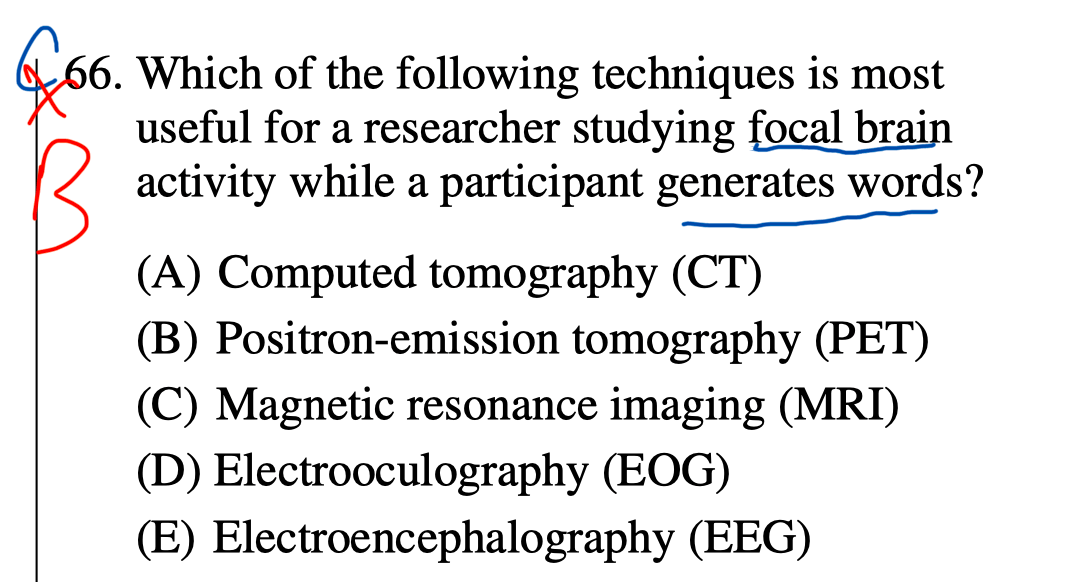 C 66. Which of the following techniques is most
useful for a researcher studying focal brain
B activity while a participant generates words?
(A) Computed tomography (CT)
(B) Positron-emission tomography (PET)
(C) Magnetic resonance imaging (MRI)
(D) Electrooculography (EOG)
(E) Electroencephalography (EEG)